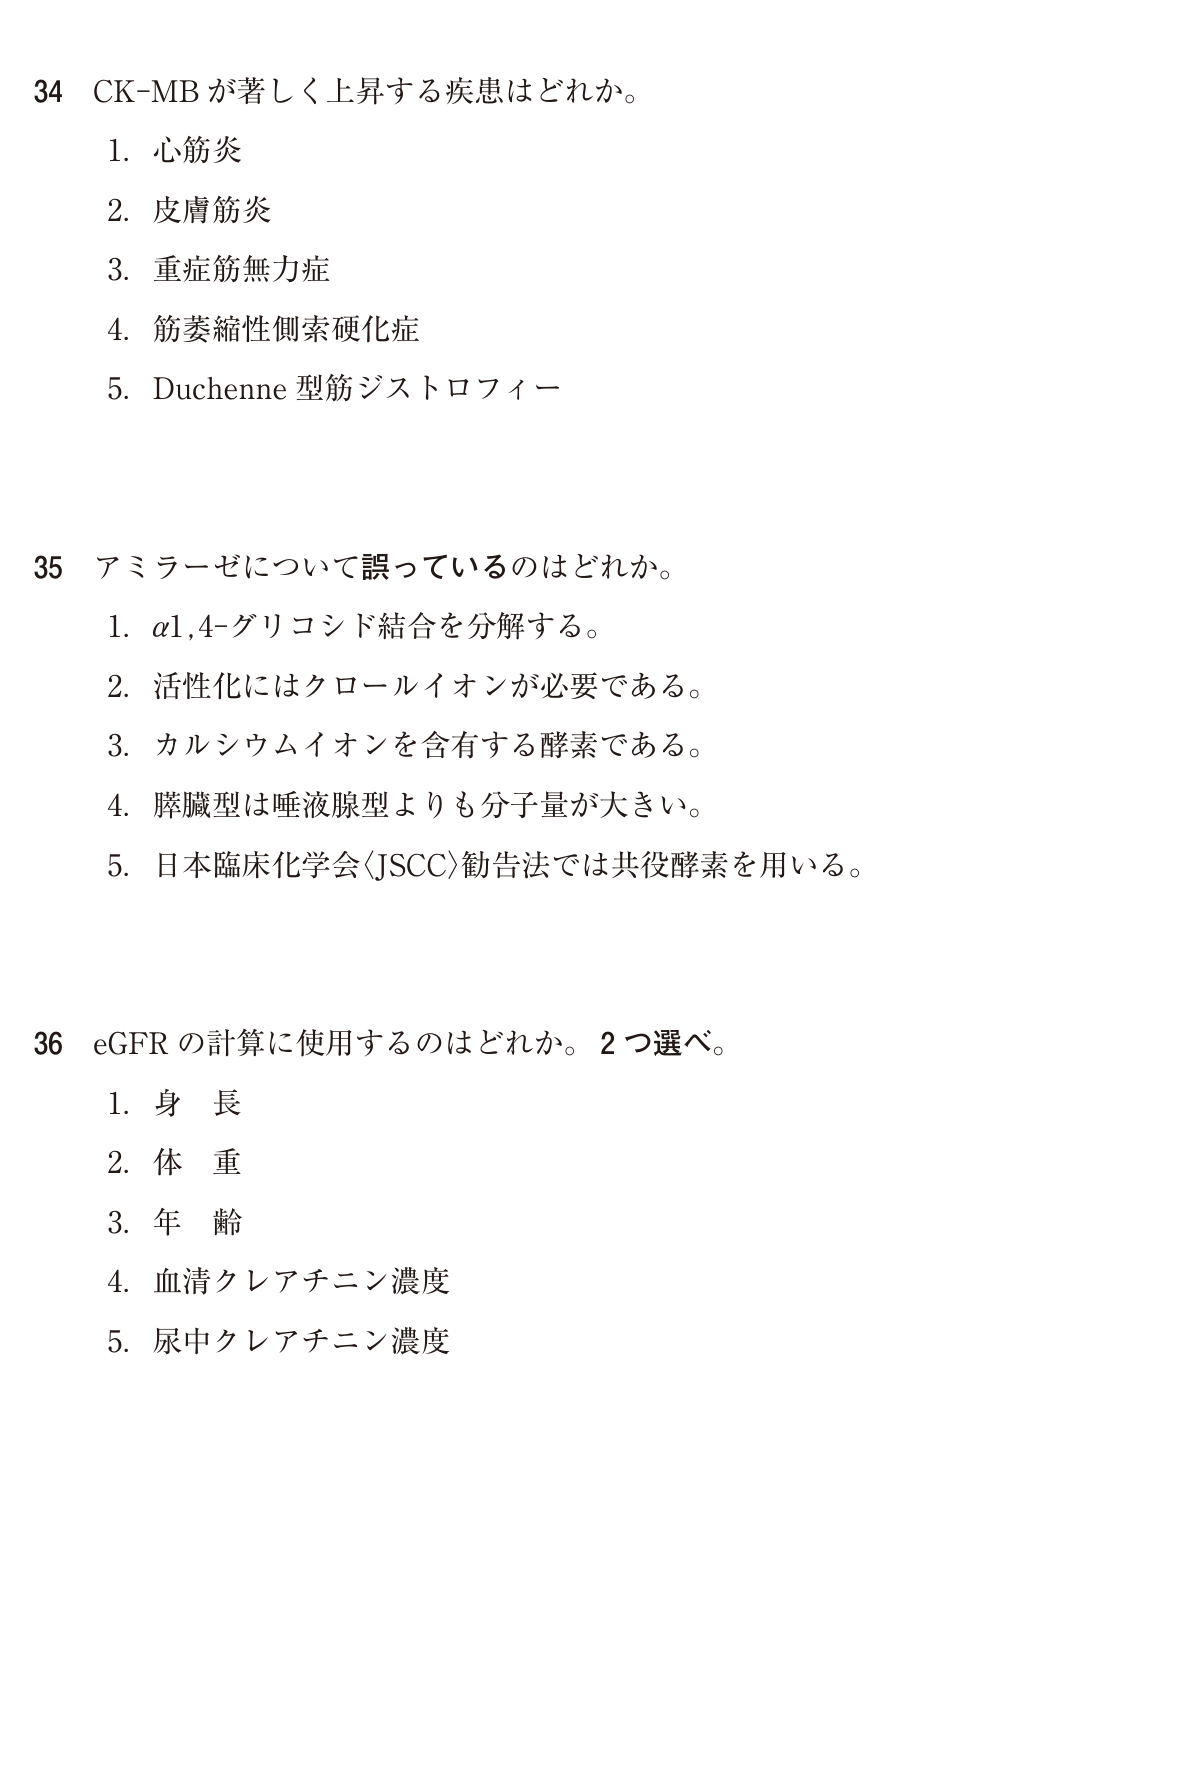 34 CK-MB が著しく上昇する疾患はどれか。
1. 心筋炎
2. 皮膚筋炎
3. 重症筋無力症
4. 筋萎縮性側索硬化症
5. Duchenne 型筋ジストロフィー
35 アミラーゼについて誤っているのはどれか。
1. α1,4-グリコシド結合を分解する。
2. 活性化にはクロールイオンが必要である。
3. カルシウムイオンを含有する酵素である。
4. 膵臓型は唾液腺型よりも分子量が大きい。
5. 日本臨床化学会〈JSCC〉勧告法では共役酵素を用いる。
36 eGFR の計算に使用するのはどれか。2 つ選べ。
1. 身　長
2. 体　重
3. 年　齢
4. 血清クレアチニン濃度
5. 尿中クレアチニン濃度